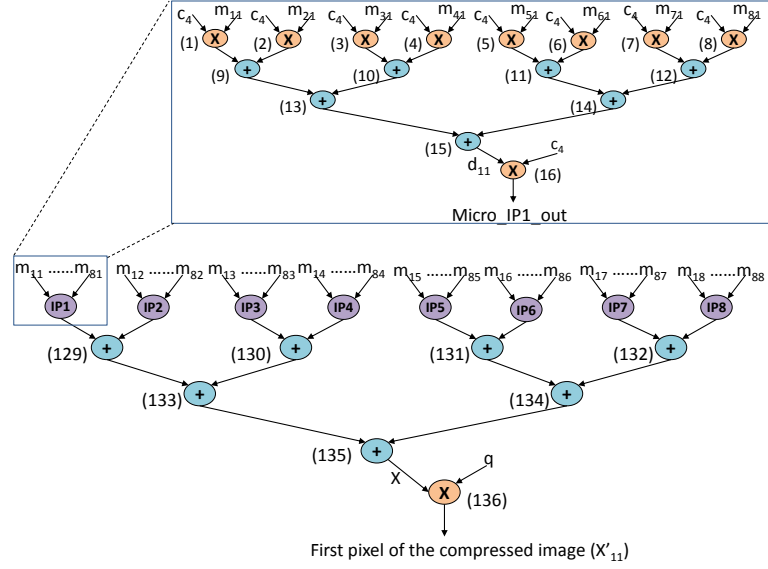 c₄ m₁₁ c₄ m₂₁ c₄ m₃₁ c₄ m₄₁ c₄ m₅₁ c₄ m₆₁ c₄ m₇₁ c₄ m₈₁
(1) X (2) X (3) X (4) X (5) X (6) X (7) X (8) X
(9) + (10) + (11) + (12) +
(13) + (14) +
(15) + c₄
d₁₁ X (16)
Micro_IP1_out
m₁₁ ......m₈₁ m₁₂ ......m₈₂ m₁₃ ......m₈₃ m₁₄ ......m₈₄ m₁₅ ......m₈₅ m₁₆ ......m₈₆ m₁₇ ......m₈₇ m₁₈ ......m₈₈
IP1 IP2 IP3 IP4 IP5 IP6 IP7 IP8
(129) + (130) + (131) + (132) +
(133) + (134) +
(135) +
X q
X (136)
First pixel of the compressed image (X'₁₁)